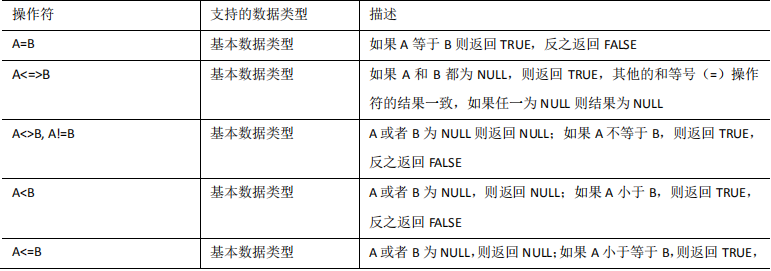 操作符 支持的数据类型 描述
A=B 基本数据类型 如果 A 等于 B 则返回 TRUE，反之返回 FALSE
A<=>B 基本数据类型 如果 A 和 B 都为 NULL，则返回 TRUE，其他的和等号（=）操作
符的结果一致，如果任一为 NULL 则结果为 NULL
A<>B, A!=B 基本数据类型 A 或者 B 为 NULL 则返回 NULL；如果 A 不等于 B，则返回 TRUE，
反之返回 FALSE
A<B 基本数据类型 A 或者 B 为 NULL，则返回 NULL；如果 A 小于 B，则返回 TRUE，
反之返回 FALSE
A<=B 基本数据类型 A 或者 B 为 NULL，则返回 NULL；如果 A 小于等于 B，则返回 TRUE，